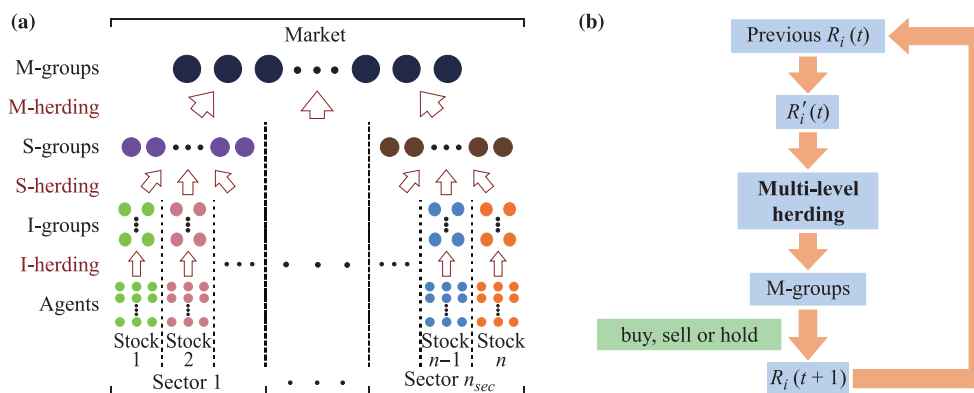 (a)
Market
M-groups
M-herding
S-groups
S-herding
I-groups
I-herding
Agents
Stock 1
Stock 2
Stock n−1
Stock n
Sector 1
Sector n_sec
(b)
Previous R_i (t)
R_i′(t)
Multi-level
herding
M-groups
buy, sell or hold
R_i (t + 1)